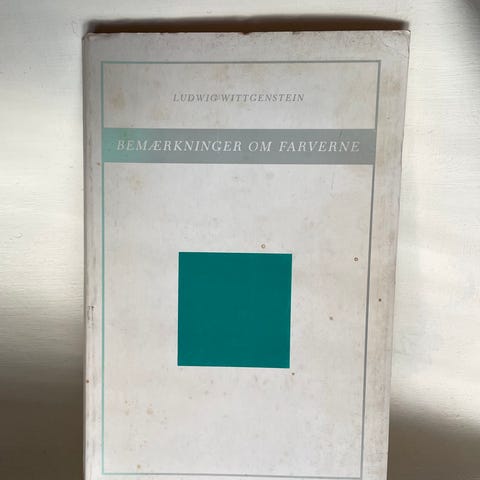 LUDWIG WITTGENSTEIN
BEMÆRKNINGER OM FARVERNE